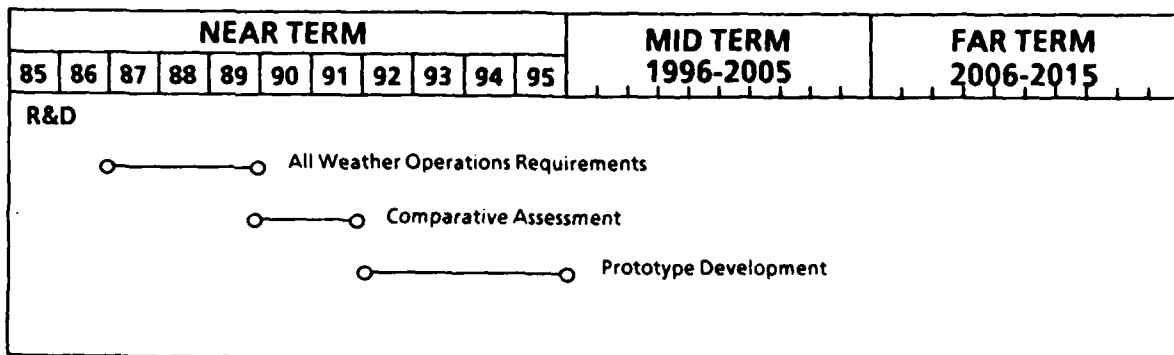 NEAR TERM
MID TERM
1996-2005
FAR TERM
2006-2015
85 86 87 88 89 90 91 92 93 94 95
R&D
All Weather Operations Requirements
Comparative Assessment
Prototype Development